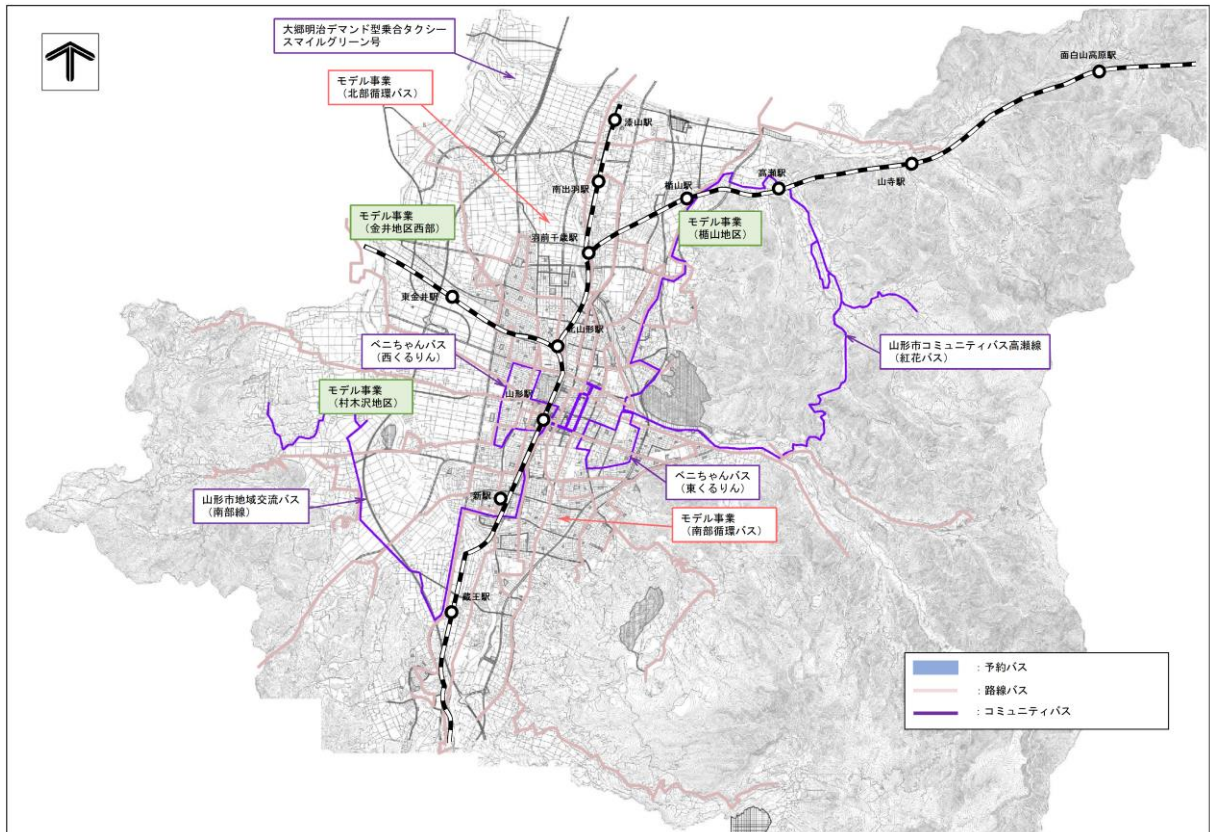 大郷明治デマンド型乗合タクシー
スマイルグリーン号
面白山高原駅
モデル事業
（北部循環バス）
漆山駅
山寺駅
高瀬駅
南出羽駅
楯山駅
モデル事業
（金井地区西部）
モデル事業
（楯山地区）
羽前千歳駅
東金井駅
北山形駅
ベニちゃんバス
（西くるりん）
山形市コミュニティバス高瀬線
（紅花バス）
モデル事業
（村木沢地区）
山形駅
ベニちゃんバス
（東くるりん）
山形市地域交流バス
（南部線）
新駅
モデル事業
（南部循環バス）
蔵王駅
：予約バス
：路線バス
：コミュニティバス